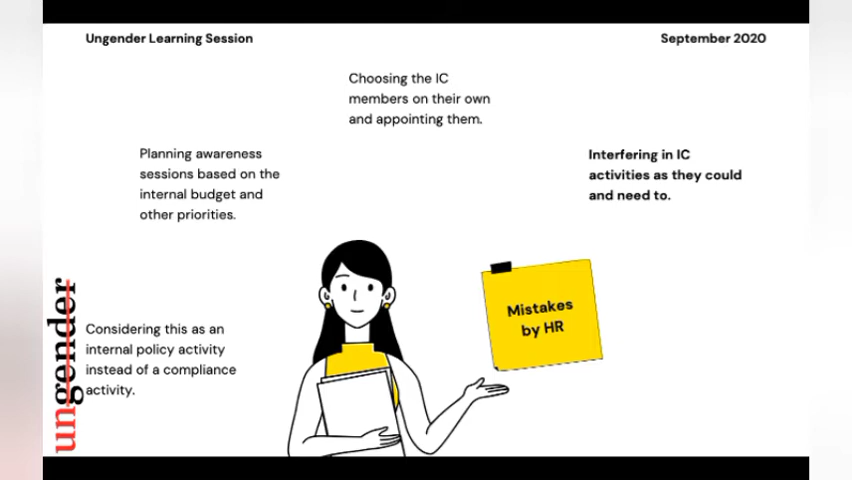 Ungender Learning Session
September 2020
Choosing the IC
members on their own
and appointing them.
Planning awareness
sessions based on the
internal budget and
other priorities.
Interfering in IC
activities as they could
and need to.
Considering this as an
internal policy activity
instead of a compliance
activity.
Mistakes
by HR
ungender